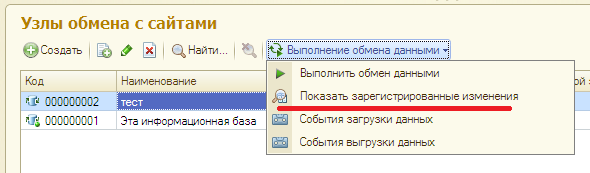 Узлы обмена с сайтами
Создать Найти... Выполнение обмена данными
Код Наименование
Выполнить обмен данными
000000002 тест
Показать зарегистрированные изменения
000000001 Эта информационная база
События загрузки данных
События выгрузки данных